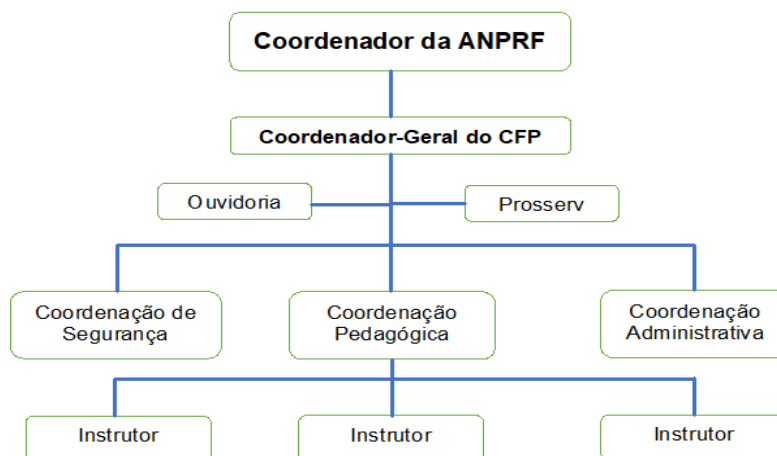 Coordenador da ANPRF
Coordenador-Geral do CFP
Ouvidoria
Prosserv
Coordenação de
Segurança
Coordenação
Pedagógica
Coordenação
Administrativa
Instrutor
Instrutor
Instrutor